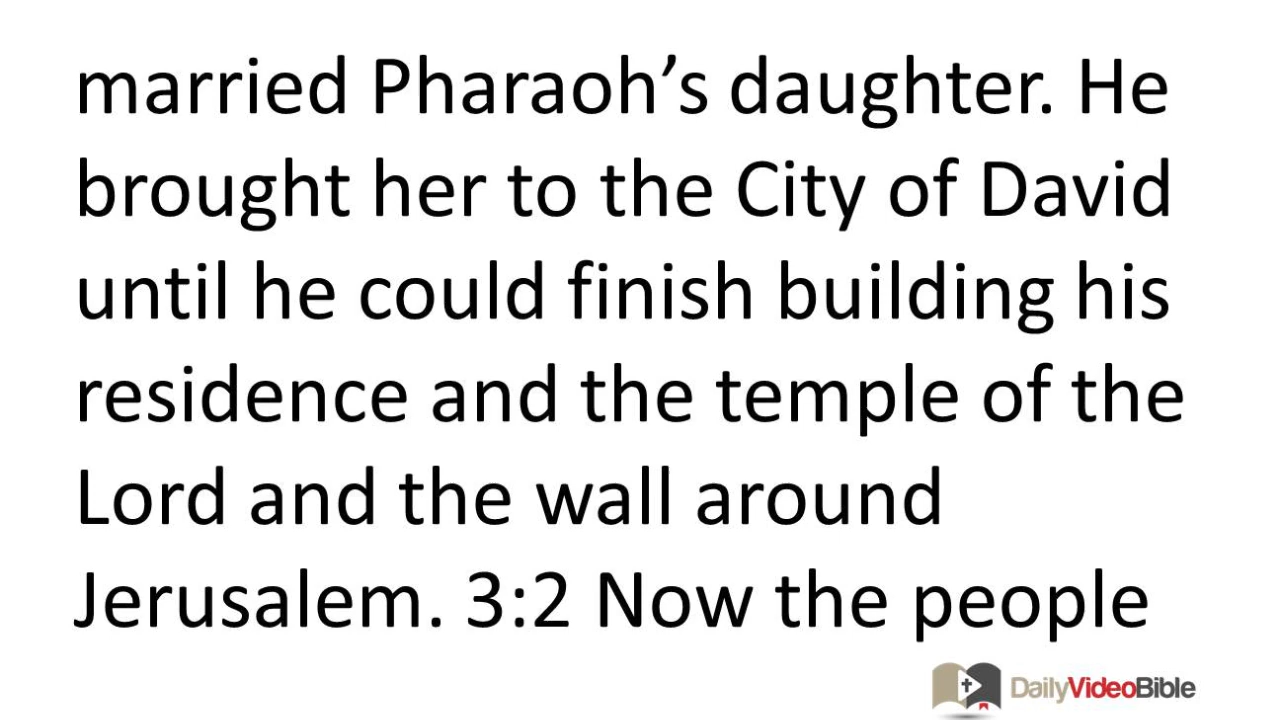 married Pharaoh’s daughter. He
brought her to the City of David
until he could finish building his
residence and the temple of the
Lord and the wall around
Jerusalem. 3:2 Now the people
DailyVideoBible